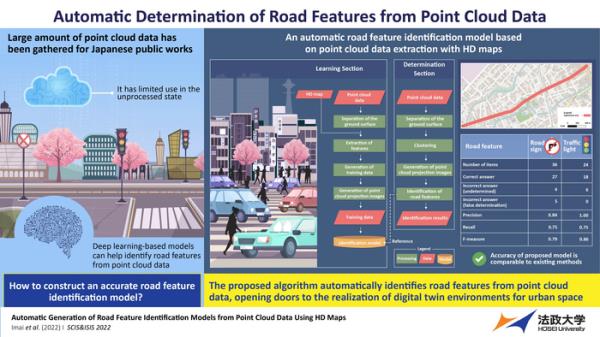 Automatic Determination of Road Features from Point Cloud Data
Large amount of point cloud data has
been gathered for Japanese public works
It has limited use in the
unprocessed state
Deep learning-based models
can help identify road features
from point cloud data
How to construct an accurate road feature
identification model?
An automatic road feature identification model based
on point cloud data extraction with HD maps
Learning Section
HD map
Point cloud
data
Separation of the
ground surface
Extraction of
features
Generation of
training data
Generation of point
cloud projection images
Training data
Identification model
Determination
Section
Point cloud data
Separation of the
ground surface
Clustering
Generation of point
cloud projection images
Identification of
road features
Identification results
Reference
Legend
Processing
Data
Model
Road feature
Road
sign
Traffic
light
Number of items 36 24
Correct answer 27 18
Incorrect answer
(undetermined) 4 6
Incorrect answer
(false determination) 5 0
Precision 0.84 1.00
Recall 0.75 0.75
F-measure 0.79 0.86
Accuracy of proposed model is
comparable to existing methods
The proposed algorithm automatically identifies road features from point cloud
data, opening doors to the realization of digital twin environments for urban space
Automatic Generation of Road Feature Identification Models from Point Cloud Data Using HD Maps
Imai et al. (2022) I SCIS&ISIS 2022
法政大学
HOSEI University